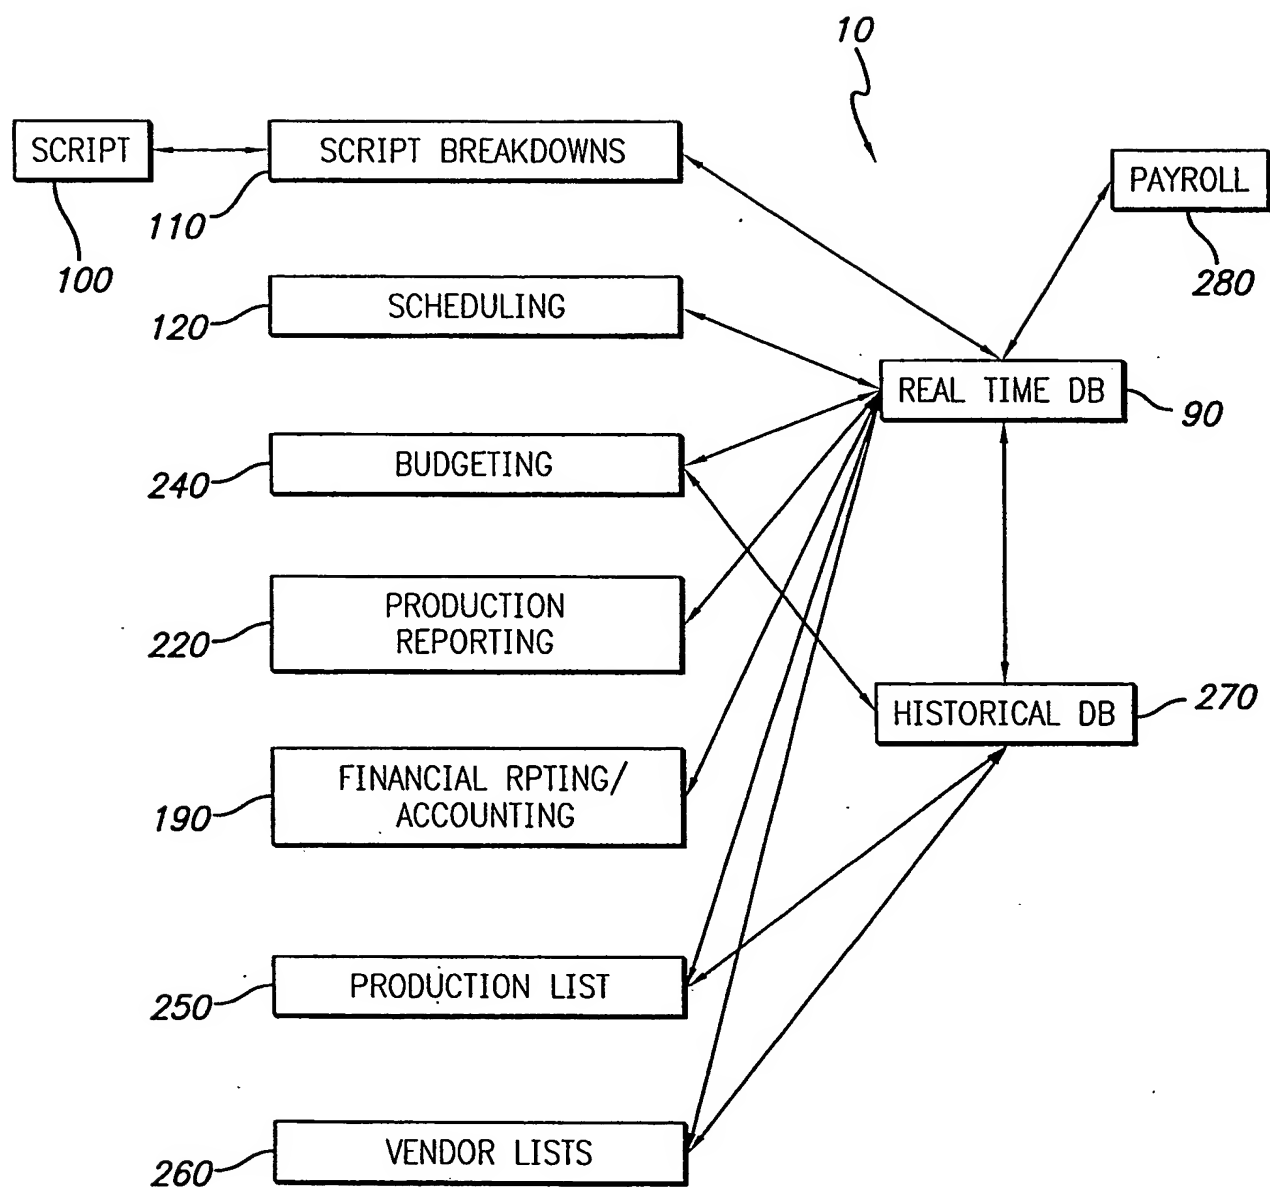 10
SCRIPT
SCRIPT BREAKDOWNS
PAYROLL
110
100
280
SCHEDULING
120
REAL TIME DB
90
BUDGETING
240
PRODUCTION
REPORTING
220
HISTORICAL DB
270
FINANCIAL RPTING/
ACCOUNTING
190
PRODUCTION LIST
250
VENDOR LISTS
260